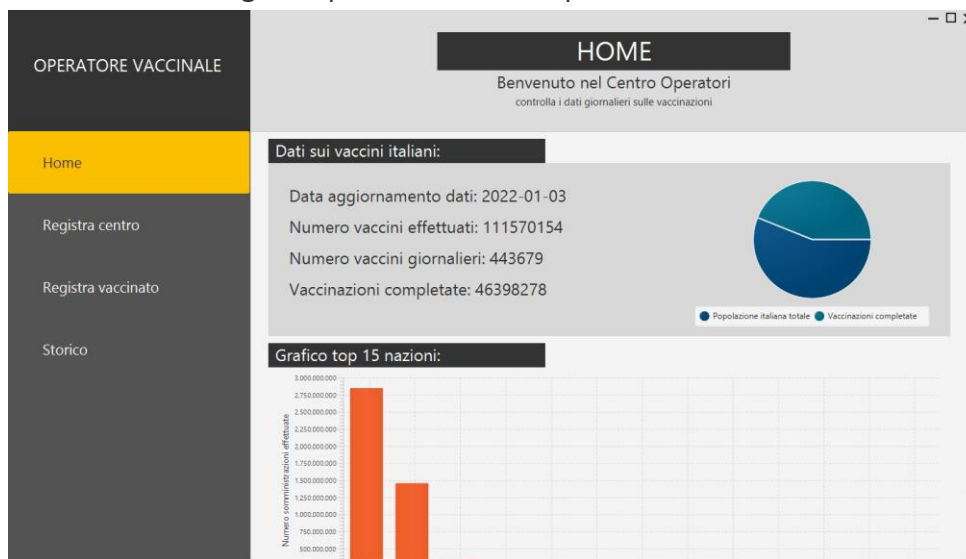 OPERATORE VACCINALE
HOME
Benvenuto nel Centro Operatori
controlla i dati giornalieri sulle vaccinazioni
Home
Registra centro
Registra vaccinato
Storico
Dati sui vaccini italiani:
Data aggiornamento dati: 2022-01-03
Numero vaccini effettuati: 111570154
Numero vaccini giornalieri: 443679
Vaccinazioni completate: 46398278
Popolazione italiana totale Vaccinazioni completate
Grafico top 15 nazioni:
Numero somministrazioni effettuate
3.000.000.000
2.750.000.000
2.500.000.000
2.250.000.000
2.000.000.000
1.750.000.000
1.500.000.000
1.250.000.000
1.000.000.000
750.000.000
500.000.000